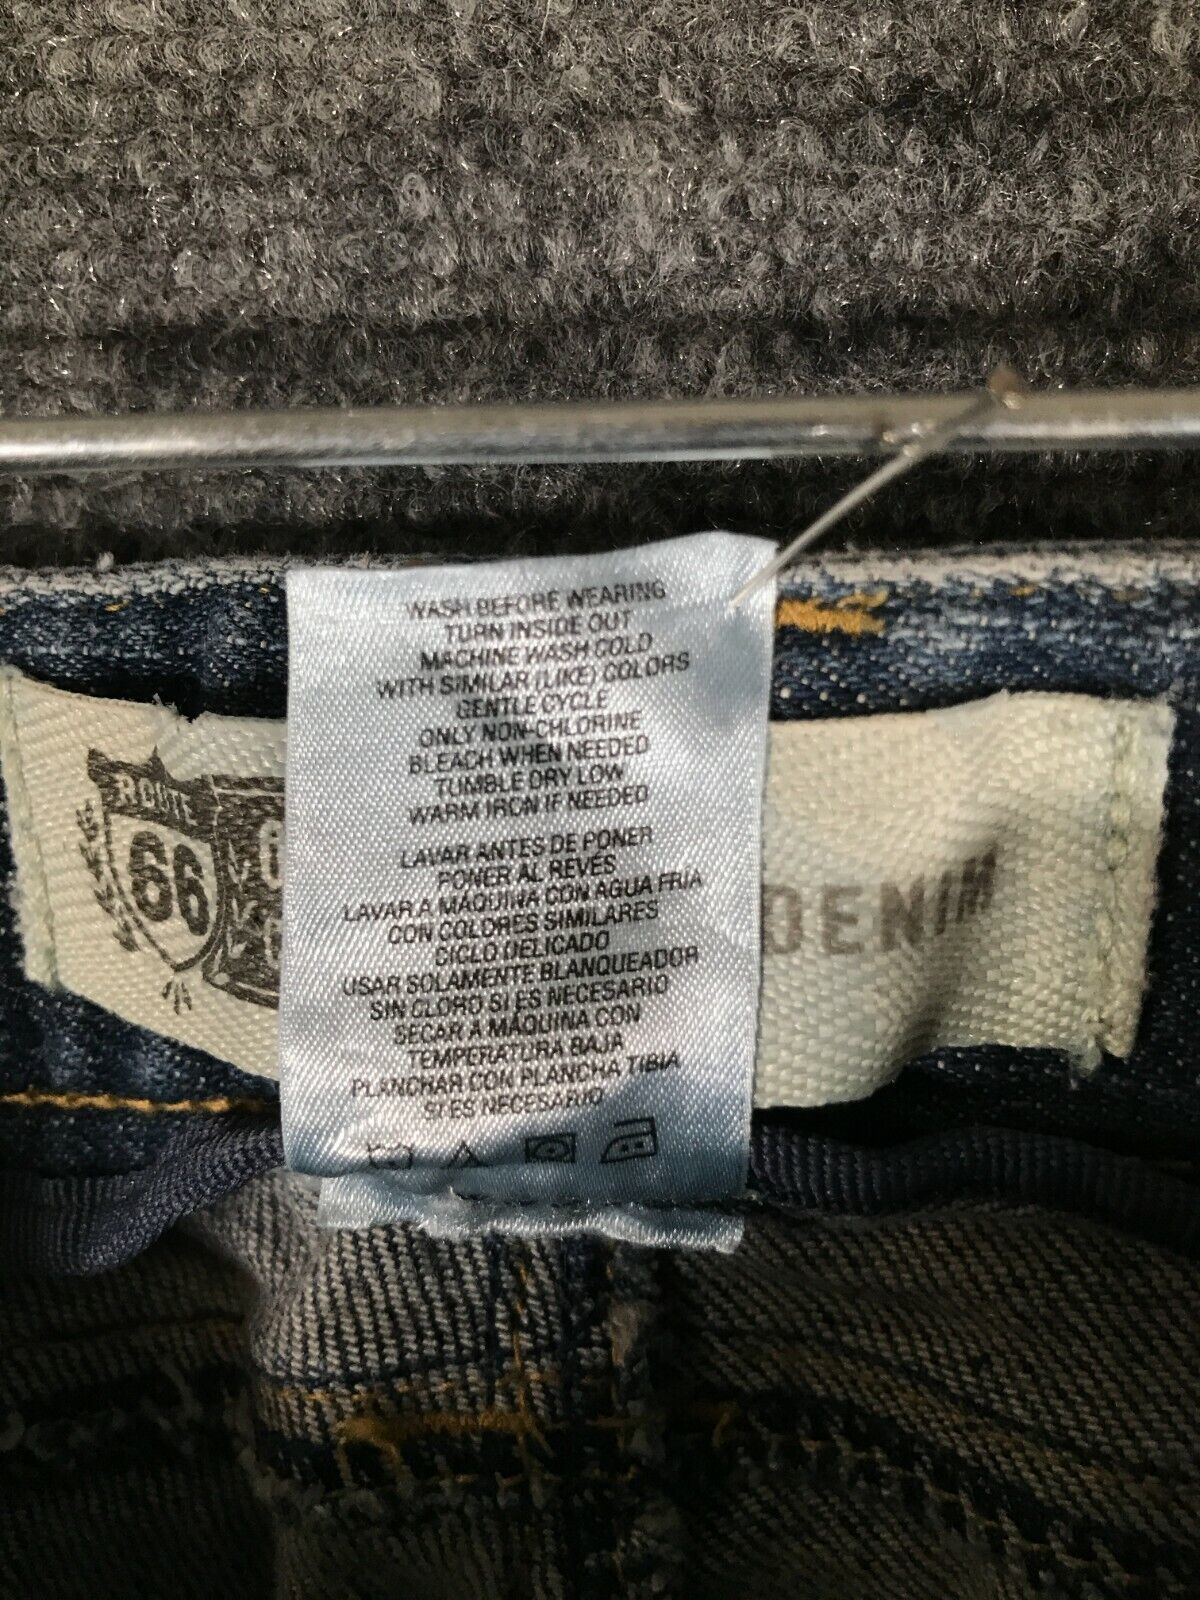 WASH BEFORE WEARING
TURN INSIDE OUT
MACHINE WASH COLD
WITH SIMILAR (LIKE) COLORS
GENTLE CYCLE
ONLY NON-CHLORINE
BLEACH WHEN NEEDED
TUMBLE DRY LOW
WARM IRON IF NEEDED
LAVAR ANTES DE PONER
PONER AL REVÉS
LAVAR A MÁQUINA CON AGUA FRÍA
CON COLORES SIMILARES
CICLO DELICADO
USAR SOLAMENTE BLANQUEADOR
SIN CLORO SI ES NECESARIO
SECAR A MÁQUINA CON
TEMPERATURA BAJA
PLANCHAR CON PLANCHA TIBIA
SI ES NECESARIO
ROUTE
66
DENIM